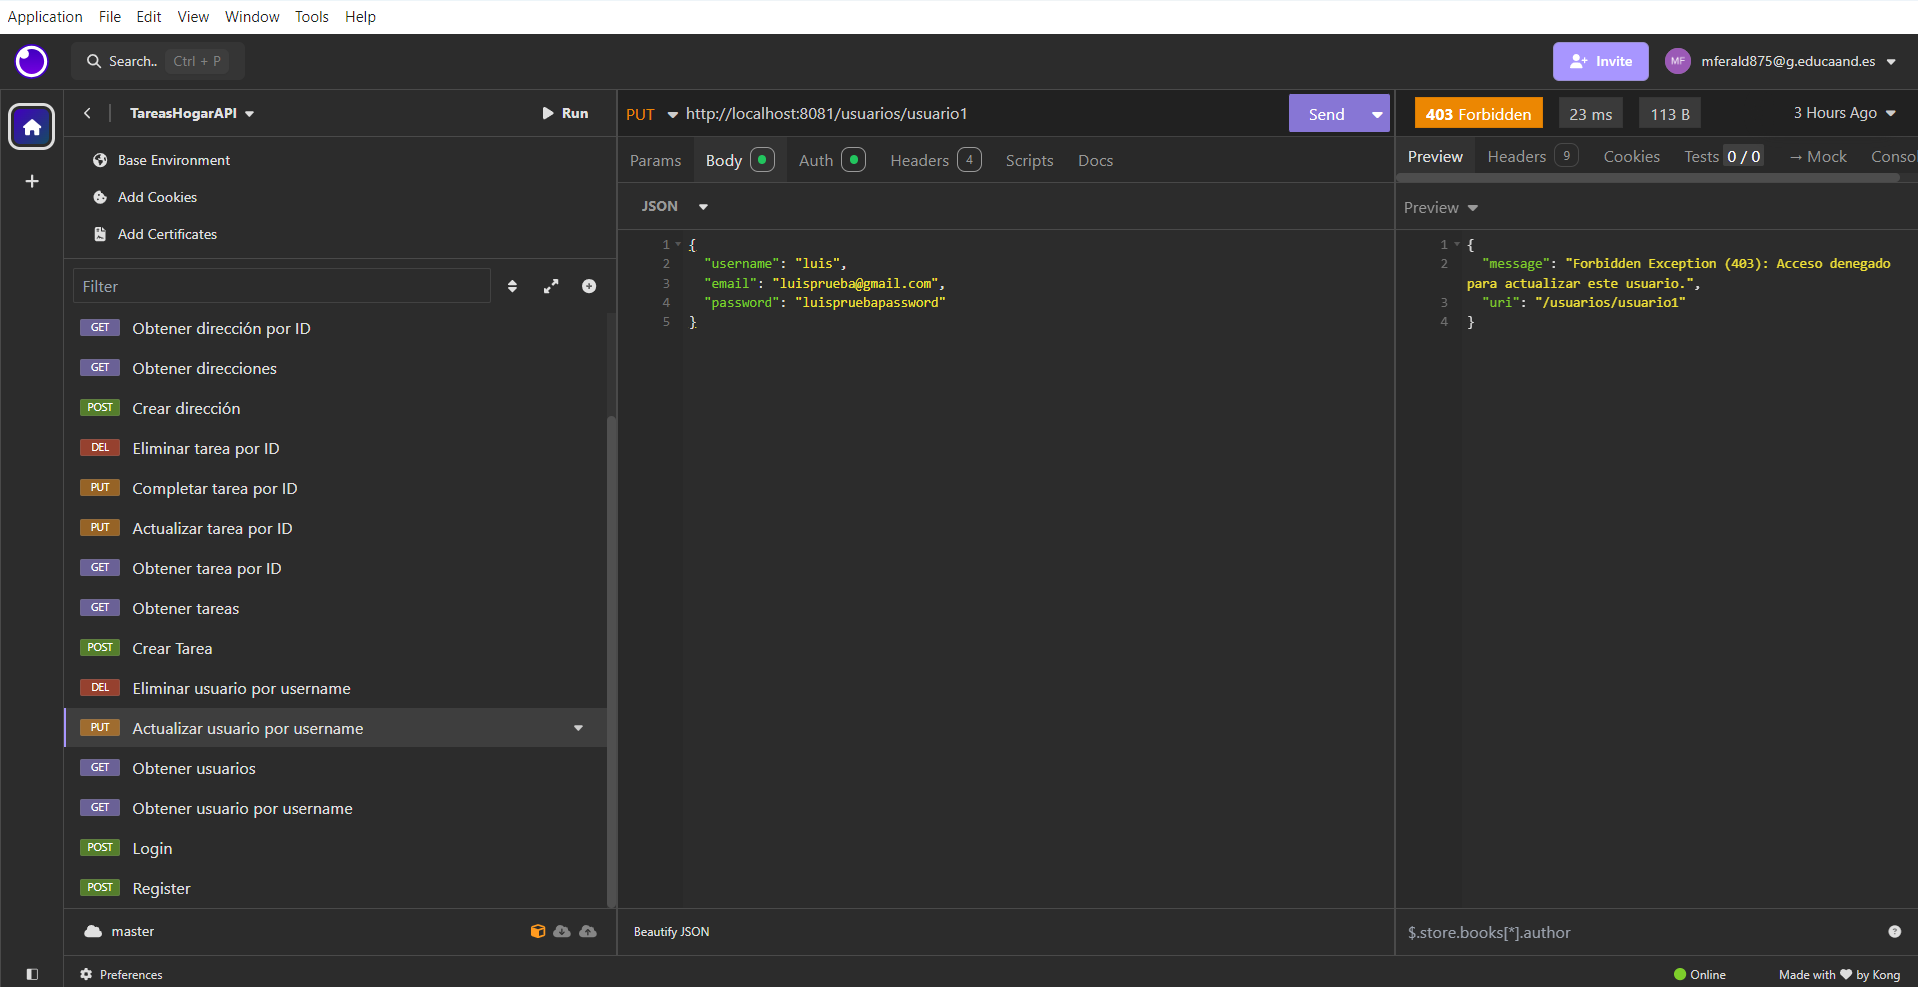 Application File Edit View Window Tools Help
Search.. Ctrl + P
Invite
MF mferald875@g.educaand.es
TareasHogarAPI
Run
Base Environment
Add Cookies
Add Certificates
Filter
GET Obtener dirección por ID
GET Obtener direcciones
POST Crear dirección
DEL Eliminar tarea por ID
PUT Completar tarea por ID
PUT Actualizar tarea por ID
GET Obtener tarea por ID
GET Obtener tareas
POST Crear Tarea
DEL Eliminar usuario por username
PUT Actualizar usuario por username
GET Obtener usuarios
GET Obtener usuario por username
POST Login
POST Register
master
Preferences
PUT http://localhost:8081/usuarios/usuario1
Send
Params Body Auth Headers 4 Scripts Docs
JSON
1 {
2 "username": "luis",
3 "email": "luisprueba@gmail.com",
4 "password": "luispruebapassword"
5 }
Beautify JSON
403 Forbidden 23 ms 113 B 3 Hours Ago
Preview Headers 9 Cookies Tests 0 / 0 → Mock Conso
Preview
1 {
2 "message": "Forbidden Exception (403): Acceso denegado
para actualizar este usuario.",
3 "uri": "/usuarios/usuario1"
4 }
$.store.books[*].author
Online
Made with ❤ by Kong